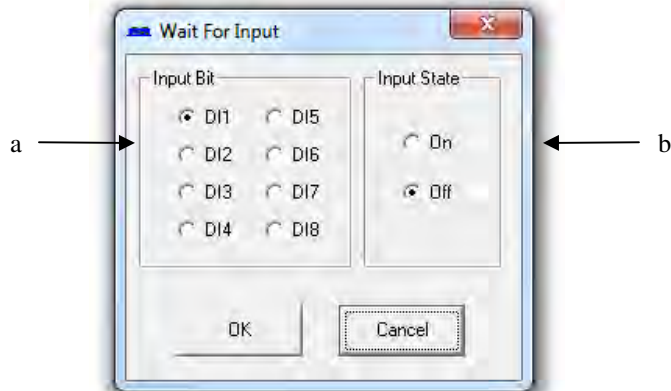 Wait For Input
Input Bit
Input State
DI1 DI5
DI2 DI6
DI3 DI7
DI4 DI8
On
Off
OK
Cancel
a
b